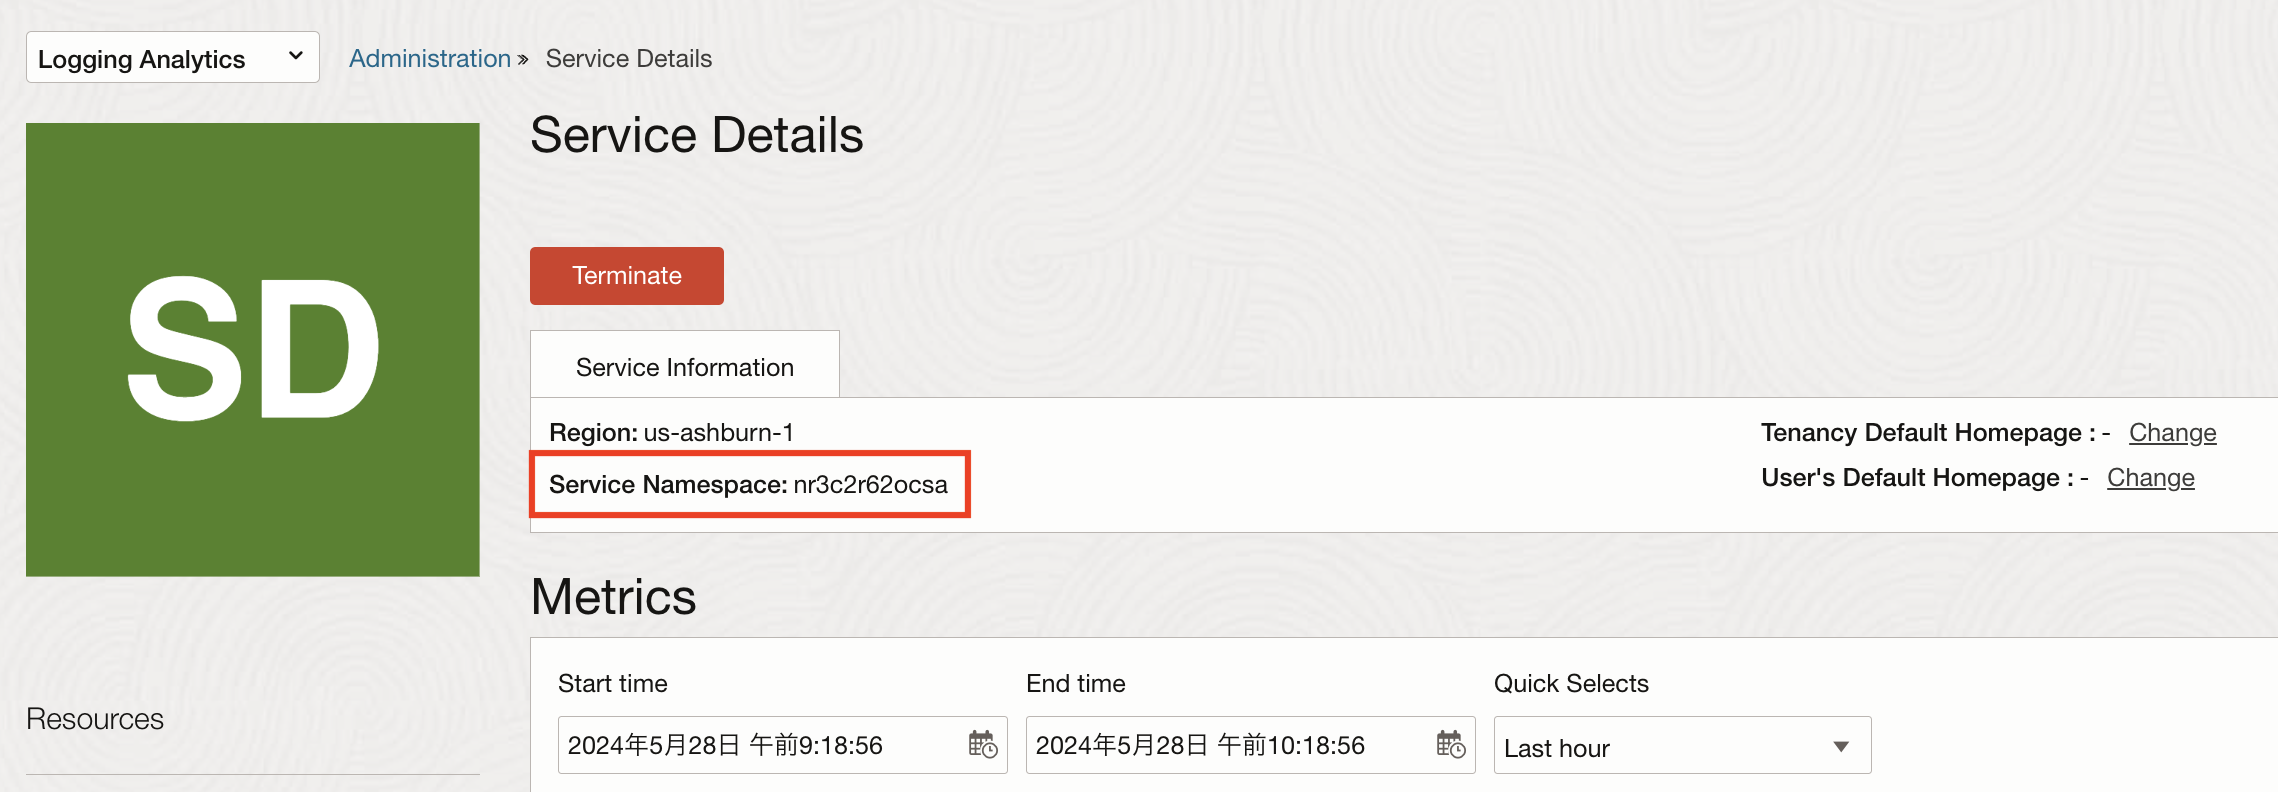 Logging Analytics
Administration » Service Details
SD
Service Details
Terminate
Service Information
Region: us-ashburn-1
Service Namespace: nr3c2r62ocsa
Tenancy Default Homepage : - Change
User's Default Homepage : - Change
Metrics
Start time
2024年5月28日 午前9:18:56
End time
2024年5月28日 午前10:18:56
Quick Selects
Last hour
Resources